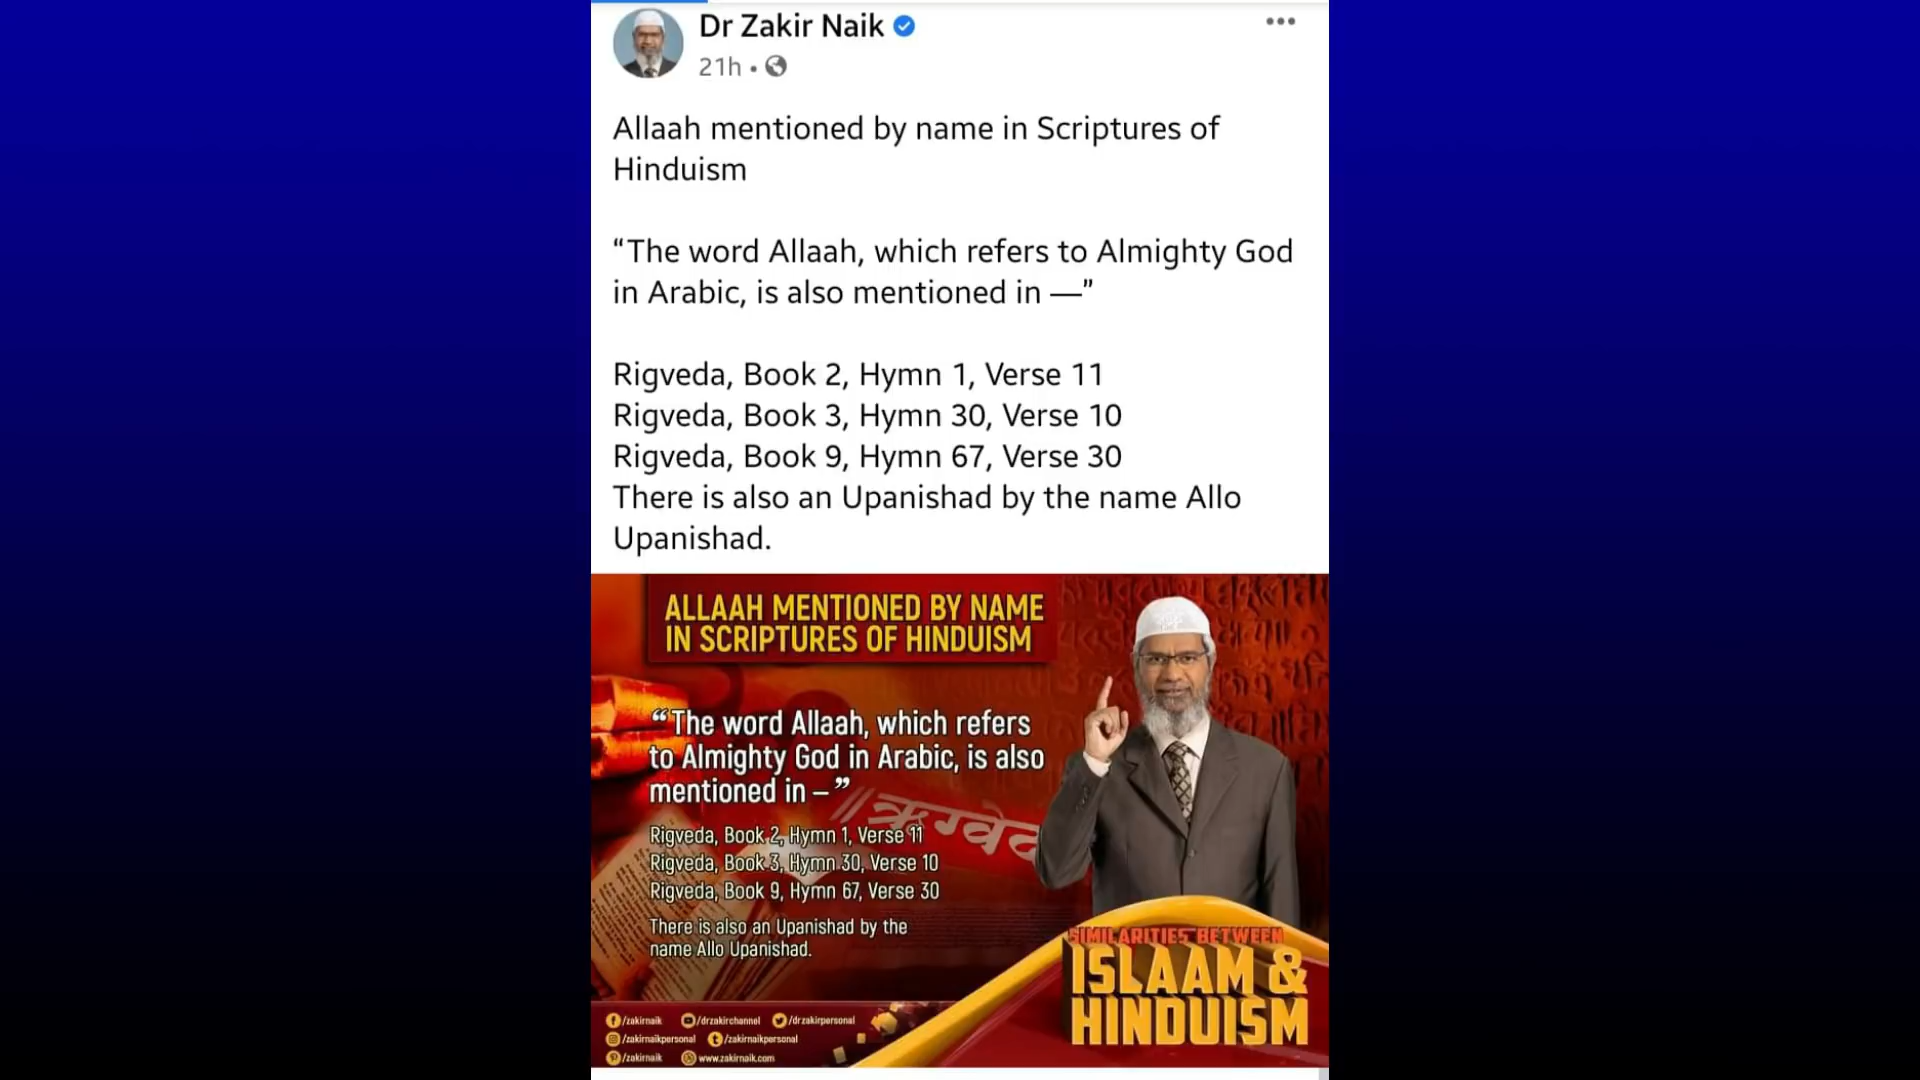 Dr Zakir Naik
21h •
Allaah mentioned by name in Scriptures of
Hinduism
“The word Allaah, which refers to Almighty God
in Arabic, is also mentioned in —”
Rigveda, Book 2, Hymn 1, Verse 11
Rigveda, Book 3, Hymn 30, Verse 10
Rigveda, Book 9, Hymn 67, Verse 30
There is also an Upanishad by the name Allo
Upanishad.
ALLAAH MENTIONED BY NAME
IN SCRIPTURES OF HINDUISM
“The word Allaah, which refers
to Almighty God in Arabic, is also
mentioned in – ”
॥ऋग्वेद
Rigveda, Book 2, Hymn 1, Verse 11
Rigveda, Book 3, Hymn 30, Verse 10
Rigveda, Book 9, Hymn 67, Verse 30
There is also an Upanishad by the
name Allo Upanishad.
SIMILARITIES BETWEEN
ISLAAM &
HINDUISM
/zakirnaik /drzakirchannel /drzakirpersonal
/zakirnaikpersonal /zakirnaikpersonal
/zakirnaik www.zakirnaik.com